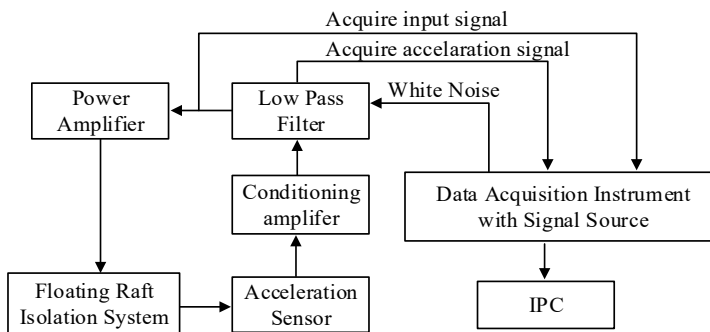 Acquire input signal
Acquire accelaration signal
White Noise
Power
Amplifier
Low Pass
Filter
Conditioning
amplifer
Data Acquisition Instrument
with Signal Source
Floating Raft
Isolation System
Acceleration
Sensor
IPC